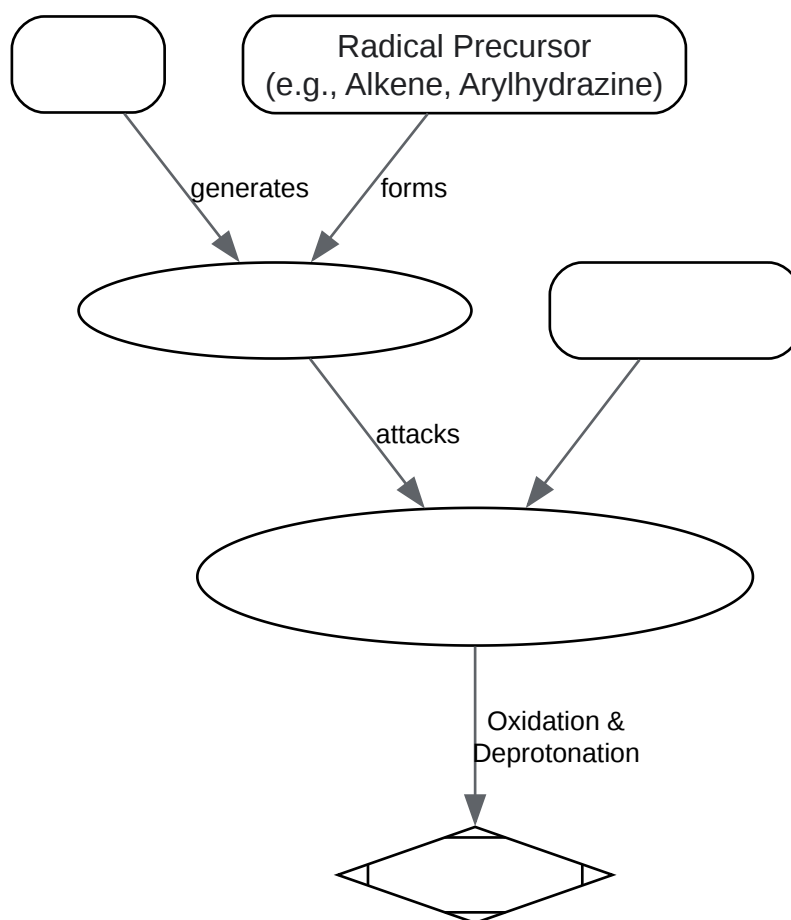 Radical Precursor
(e.g., Alkene, Arylhydrazine)
generates
forms
attacks
Oxidation &
Deprotonation